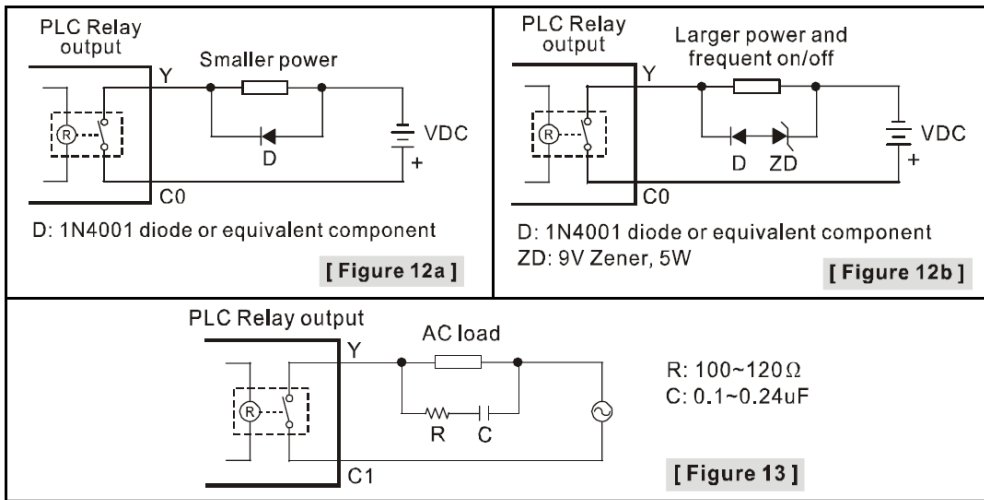 PLC Relay
output
Y
Smaller power
R
D
VDC
+
C0
D: 1N4001 diode or equivalent component
[ Figure 12a ]
PLC Relay
output
Y
Larger power and
frequent on/off
R
D
ZD
VDC
+
C0
D: 1N4001 diode or equivalent component
ZD: 9V Zener, 5W
[ Figure 12b ]
PLC Relay output
Y
AC load
R
R
C
C1
R: 100~120Ω
C: 0.1~0.24uF
[ Figure 13 ]